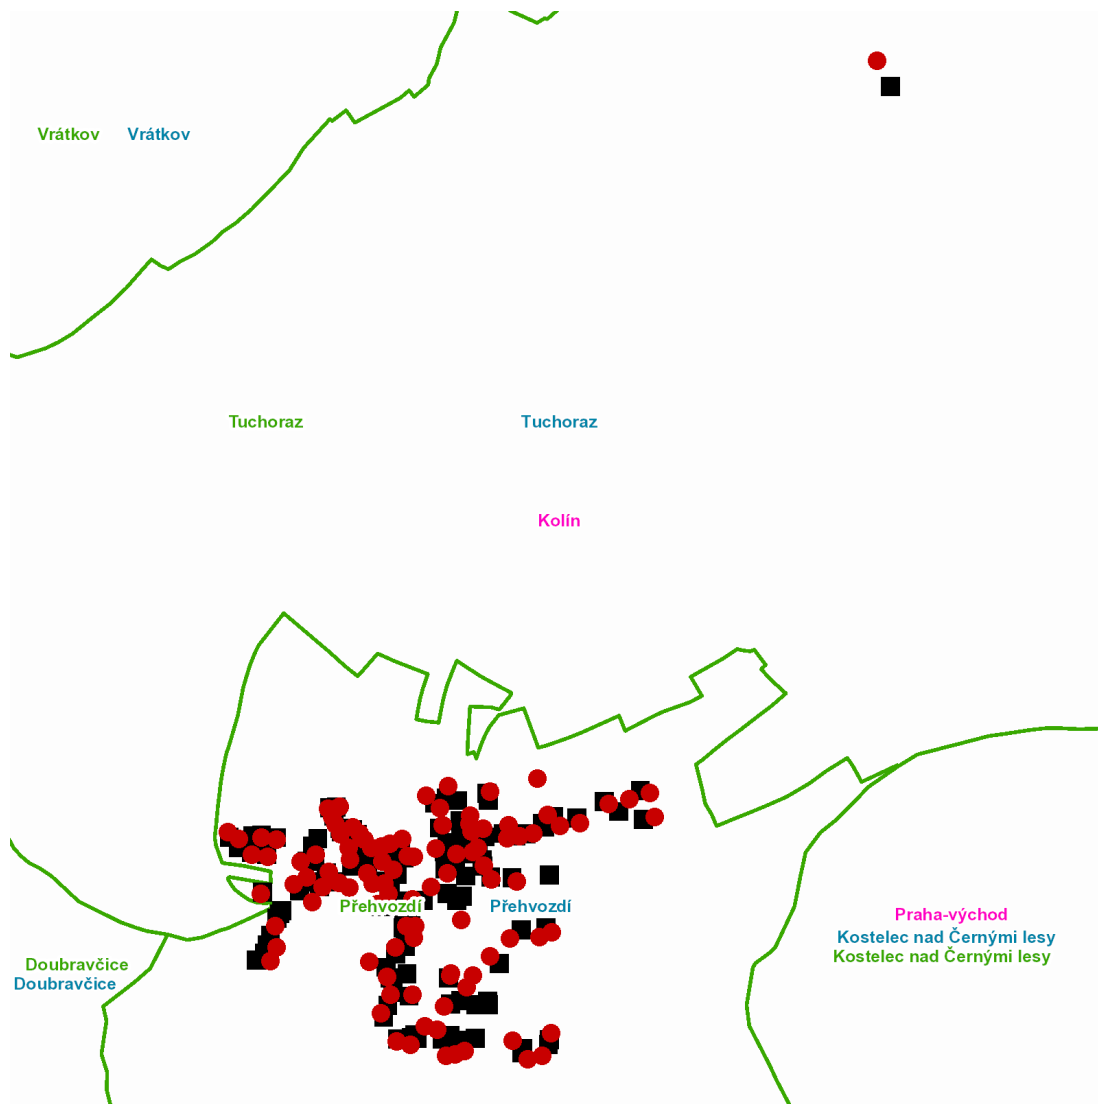 Vrátkov Vrátkov
Tuchoraz Tuchoraz
Kolín
Přehvozdí Přehvozdí
Praha-východ
Kostelec nad Černými lesy
Kostelec nad Černými lesy
Doubravčice
Doubravčice